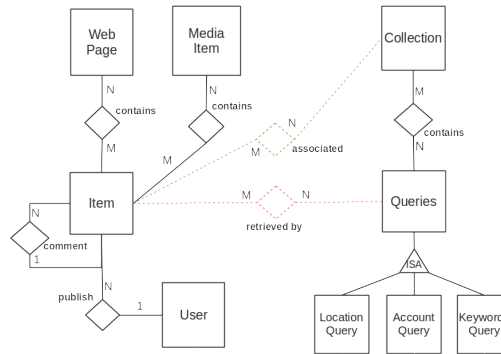 Web
Page
Media
Item
Collection
N
N
M
contains
contains
contains
N
associated
M
M
M
N
Item
M
N
Queries
N
retrieved by
comment
1
ISA
N
publish
1
User
Location
Query
Account
Query
Keyword
Query